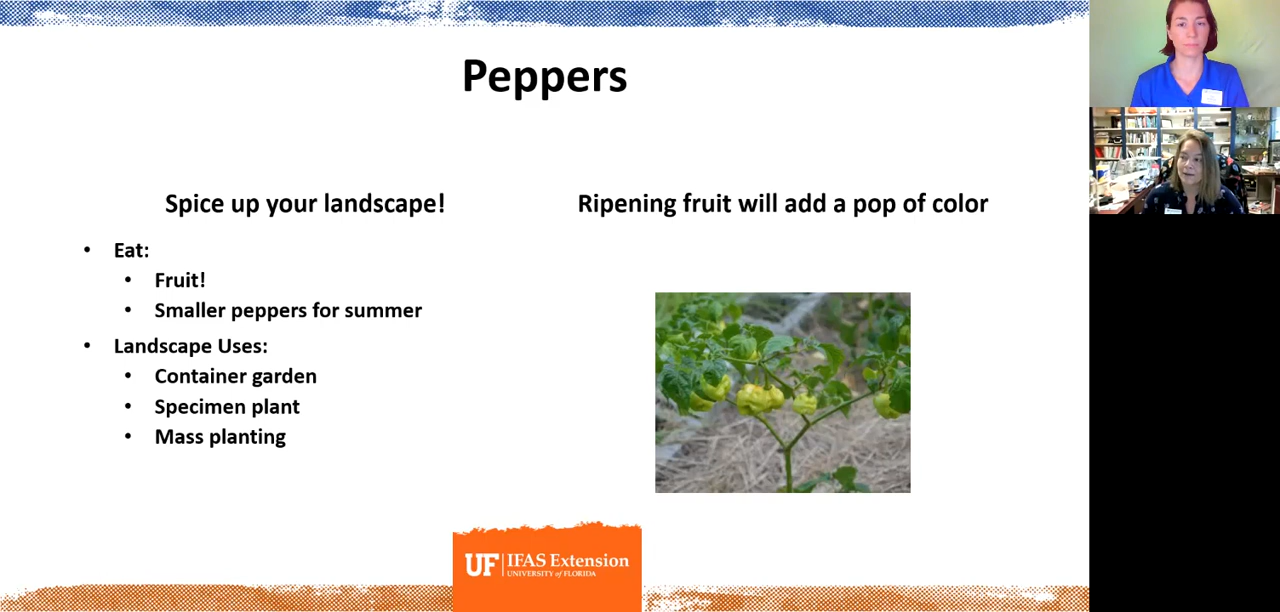 Peppers
Spice up your landscape!
• Eat:
• Fruit!
• Smaller peppers for summer
• Landscape Uses:
• Container garden
• Specimen plant
• Mass planting
Ripening fruit will add a pop of color
UF IFAS Extension
UNIVERSITY of FLORIDA